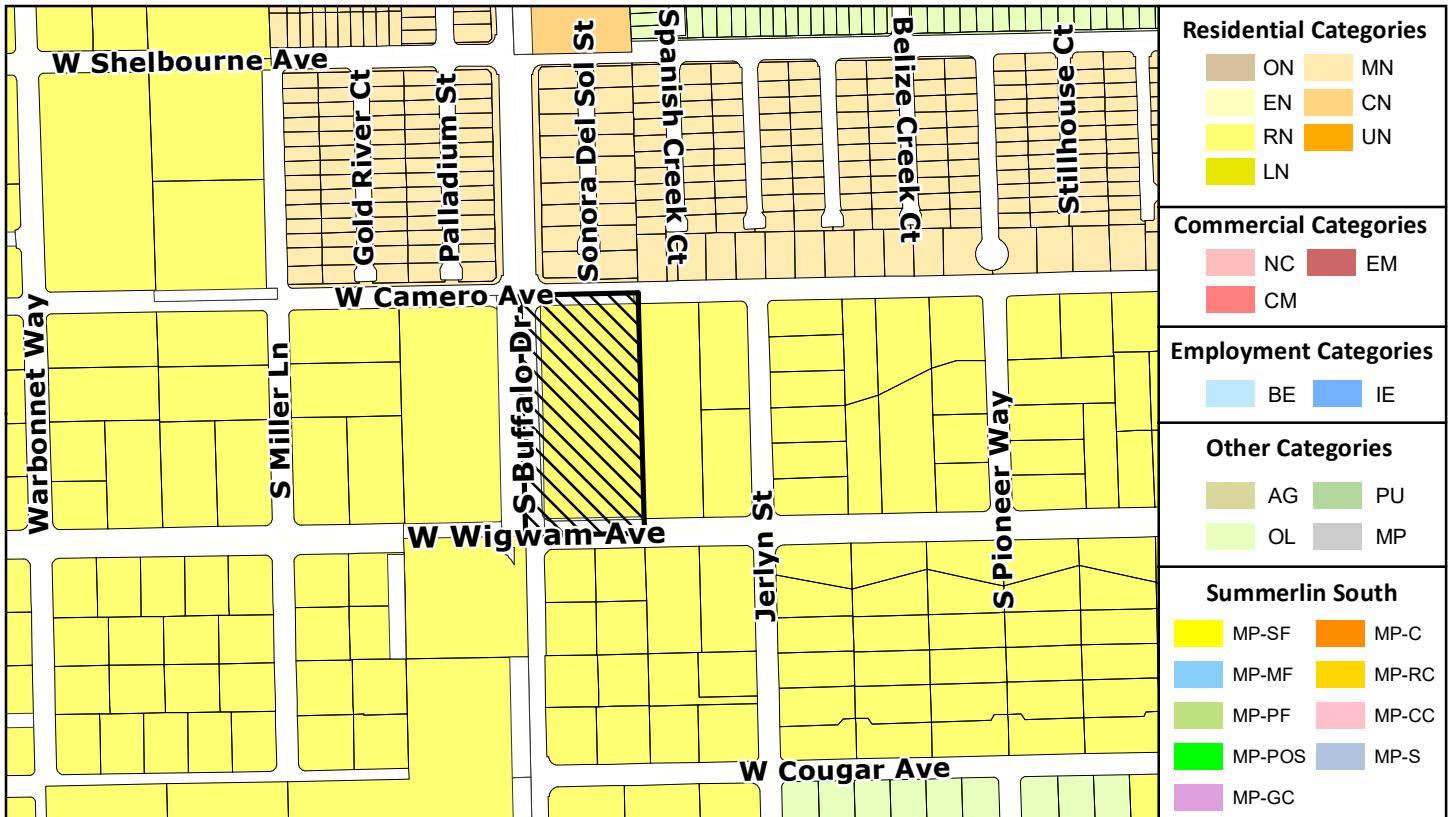 W Shelbourne Ave
Gold River Ct
Palladium St
Sonora Del Sol St
Spanish Creek Ct
Belize Creek Ct
Stillhouse Ct
W Camero Ave
Warbonnet Way
S Miller Ln
S Buffalo Dr
S Pioneer Way
Jerlyn St
W Wigwam Ave
W Cougar Ave
Residential Categories
ON MN
EN CN
RN UN
LN
Commercial Categories
NC EM
CM
Employment Categories
BE IE
Other Categories
AG PU
OL MP
Summerlin South
MP-SF MP-C
MP-MF MP-RC
MP-PF MP-CC
MP-POS MP-S
MP-GC